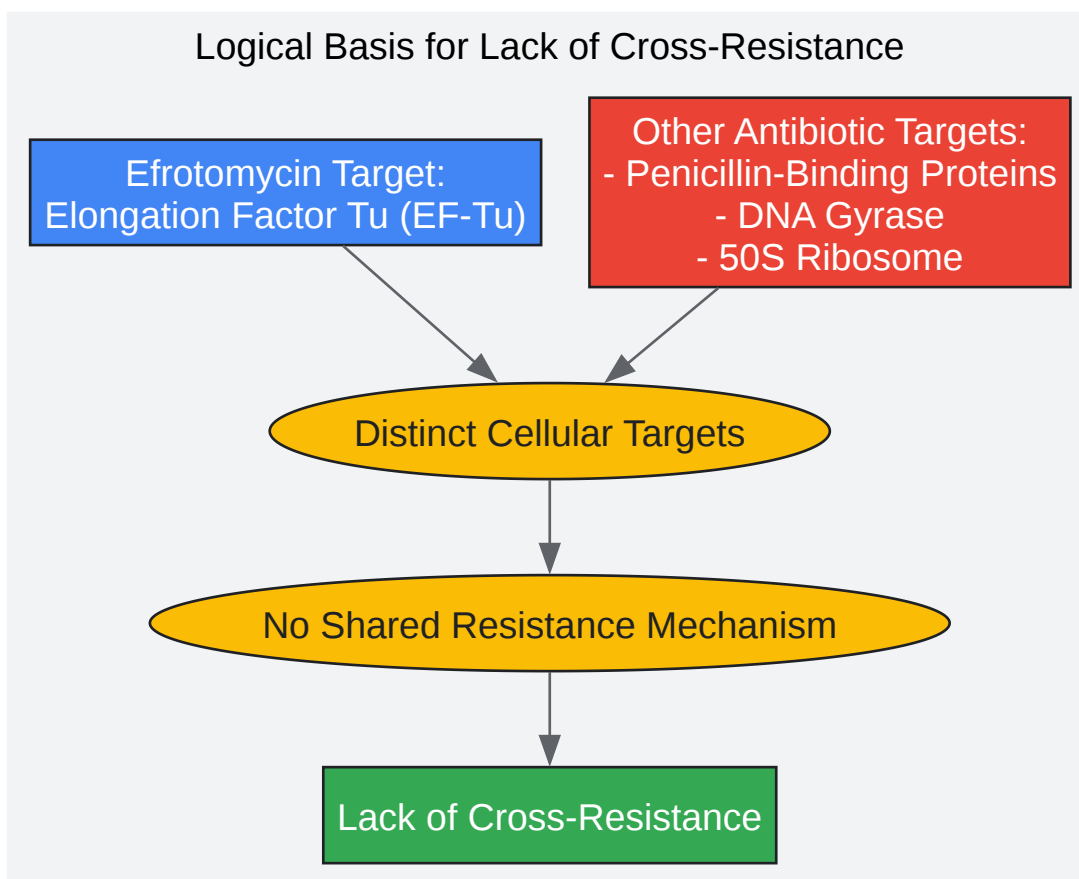 Logical Basis for Lack of Cross-Resistance
Efrotomycin Target:
Elongation Factor Tu (EF-Tu)
Other Antibiotic Targets:
- Penicillin-Binding Proteins
- DNA Gyrase
- 50S Ribosome
Distinct Cellular Targets
No Shared Resistance Mechanism
Lack of Cross-Resistance